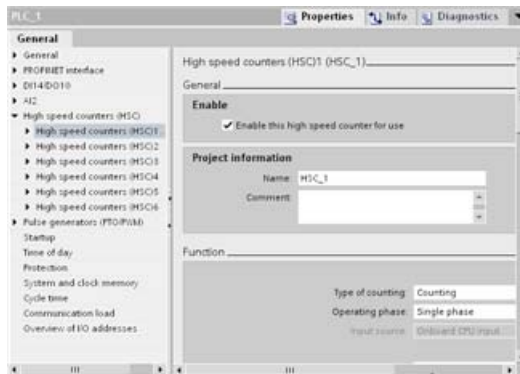 PLC_1
Properties
Info
Diagnostics
General
General
PROFINET interface
DI14/DO10
AI2
High speed counters (HSC)
High speed counters (HSC)1
High speed counters (HSC)2
High speed counters (HSC)3
High speed counters (HSC)4
High speed counters (HSC)5
High speed counters (HSC)6
Pulse generators (PTO/PWM)
Startup
Time of day
Protection
System and clock memory
Cycle time
Communication load
Overview of I/O addresses
High speed counters (HSC)1 (HSC_1)
General
Enable
Enable this high speed counter for use
Project information
Name: HSC_1
Comment:
Function
Type of counting: Counting
Operating phase: Single phase
Input source: Onboard CPU input